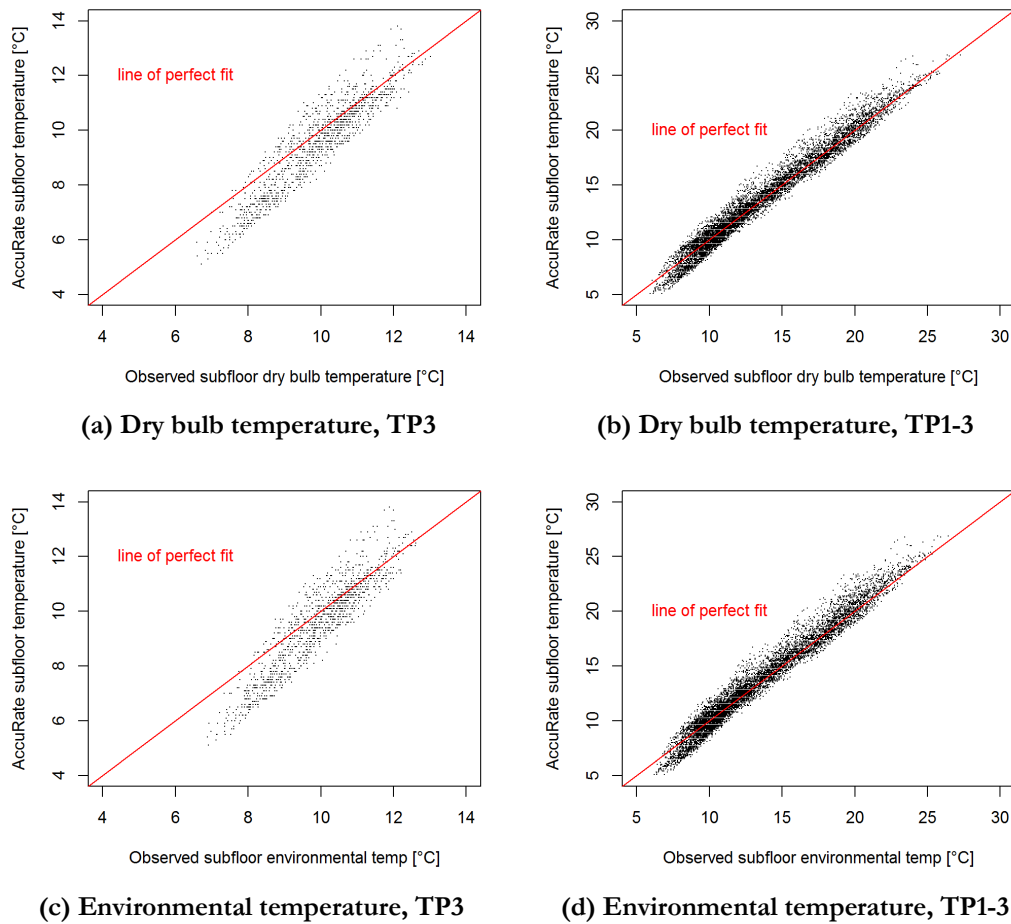 AccuRate subfloor temperature [°C]
14
12
10
8
6
4
line of perfect fit
4 6 8 10 12 14
Observed subfloor dry bulb temperature [°C]
(a) Dry bulb temperature, TP3
AccuRate subfloor temperature [°C]
30
25
20
15
10
5
line of perfect fit
5 10 15 20 25 30
Observed subfloor dry bulb temperature [°C]
(b) Dry bulb temperature, TP1-3
AccuRate subfloor temperature [°C]
14
12
10
8
6
4
line of perfect fit
4 6 8 10 12 14
Observed subfloor environmental temp [°C]
(c) Environmental temperature, TP3
AccuRate subfloor temperature [°C]
30
25
20
15
10
5
line of perfect fit
5 10 15 20 25 30
Observed subfloor environmental temp [°C]
(d) Environmental temperature, TP1-3